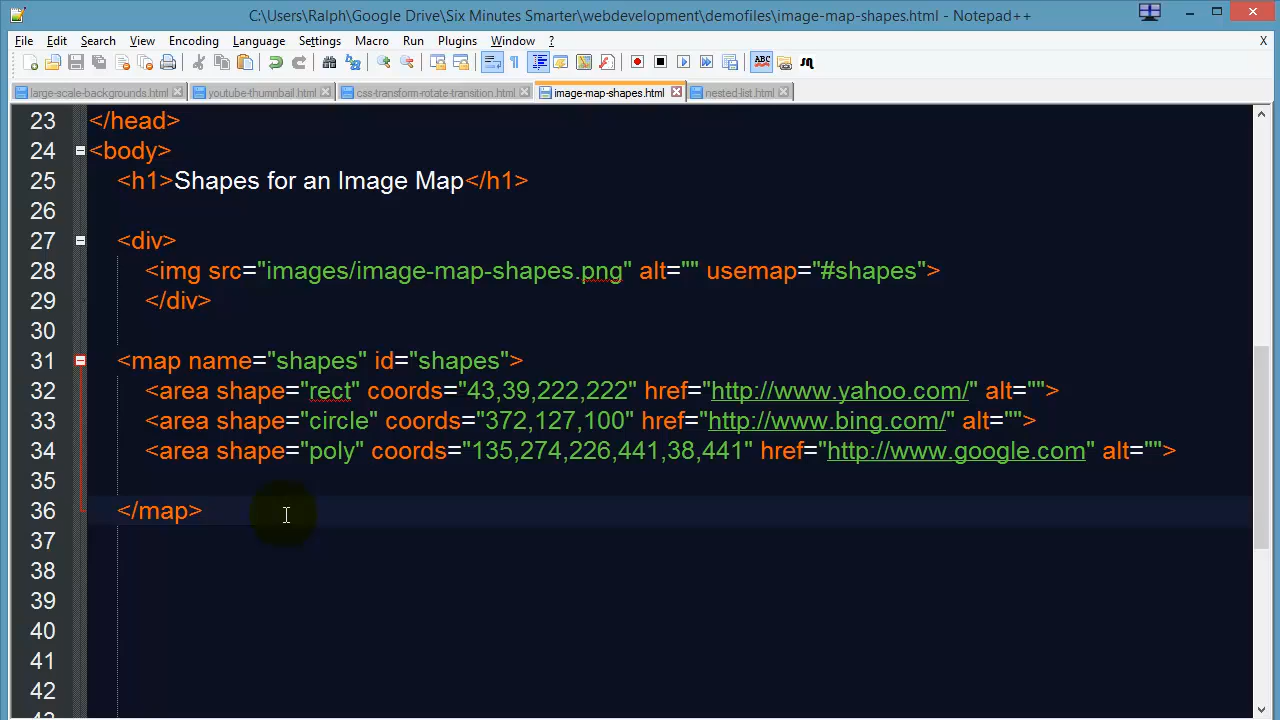 C:\Users\Ralph\Google Drive\Six Minutes Smarter\webdevelopment\demofiles\image-map-shapes.html - Notepad++
File Edit Search View Encoding Language Settings Macro Run Plugins Window ? X
large-scale-backgrounds.html youtube-thumbnail.html css-transform-rotate-transition.html image-map-shapes.html nested-list.html
23 </head>
24 <body>
25 <h1>Shapes for an Image Map</h1>
26
27 <div>
28 <img src="images/image-map-shapes.png" alt="" usemap="#shapes">
29 </div>
30
31 <map name="shapes" id="shapes">
32 <area shape="rect" coords="43,39,222,222" href="http://www.yahoo.com/" alt="">
33 <area shape="circle" coords="372,127,100" href="http://www.bing.com/" alt="">
34 <area shape="poly" coords="135,274,226,441,38,441" href="http://www.google.com" alt="">
35
36 </map>
37
38
39
40
41
42